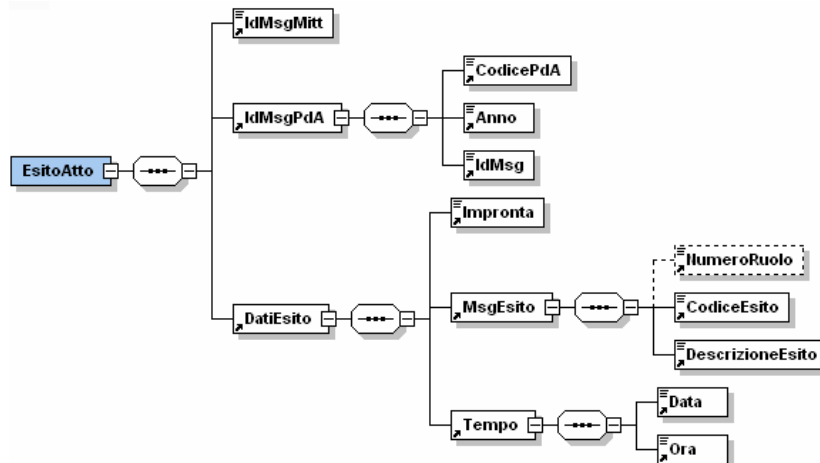 IdMsgMitt
CodicePdA
IdMsgPdA
Anno
IdMsg
EsitoAtto
Impronta
NumeroRuolo
MsgEsito
CodiceEsito
DatiEsito
DescrizioneEsito
Data
Tempo
Ora